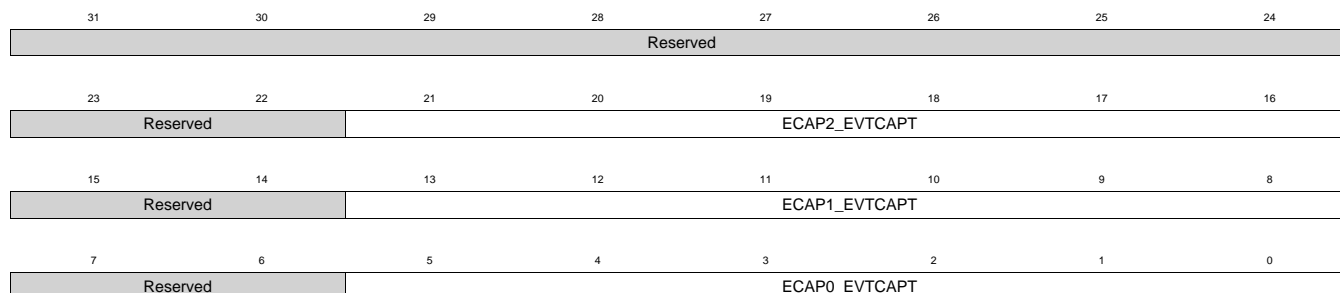 31 30 29 28 27 26 25 24
Reserved
23 22 21 20 19 18 17 16
Reserved ECAP2_EVTCAPT
15 14 13 12 11 10 9 8
Reserved ECAP1_EVTCAPT
7 6 5 4 3 2 1 0
Reserved ECAP0_EVTCAPT